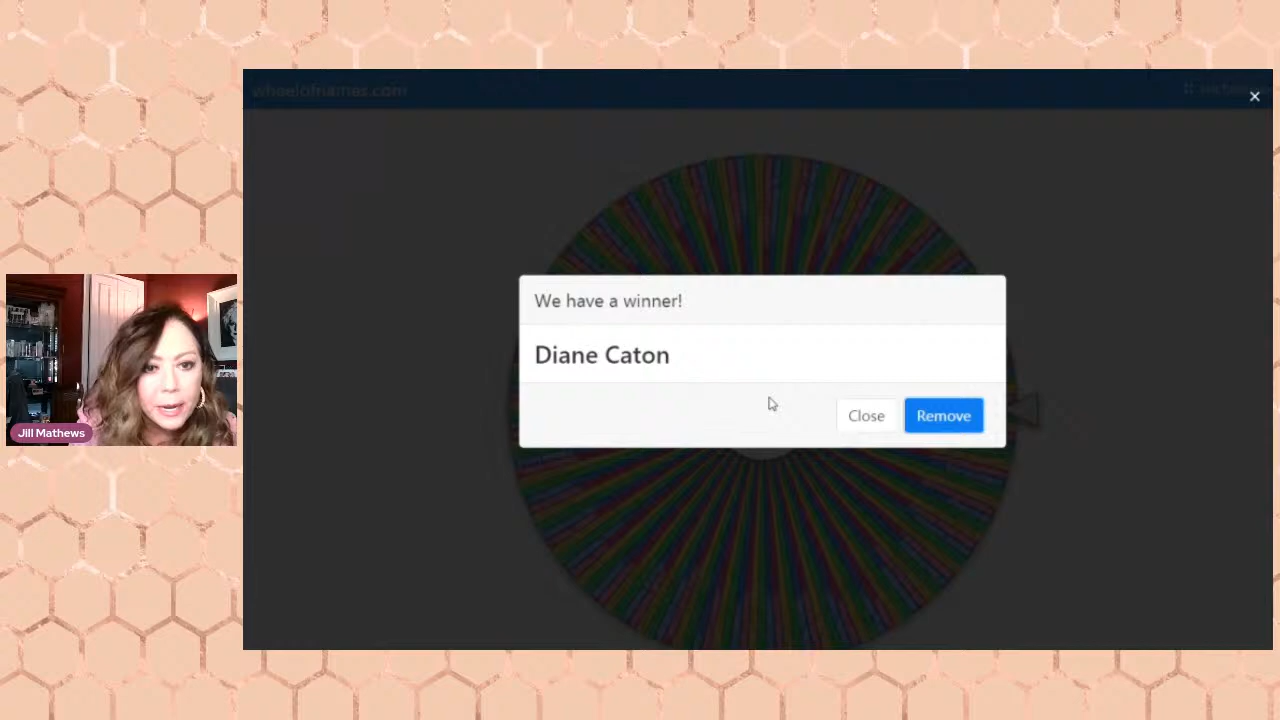 wheelofnames.com
We have a winner!
Diane Caton
Close
Remove
Jill Mathews